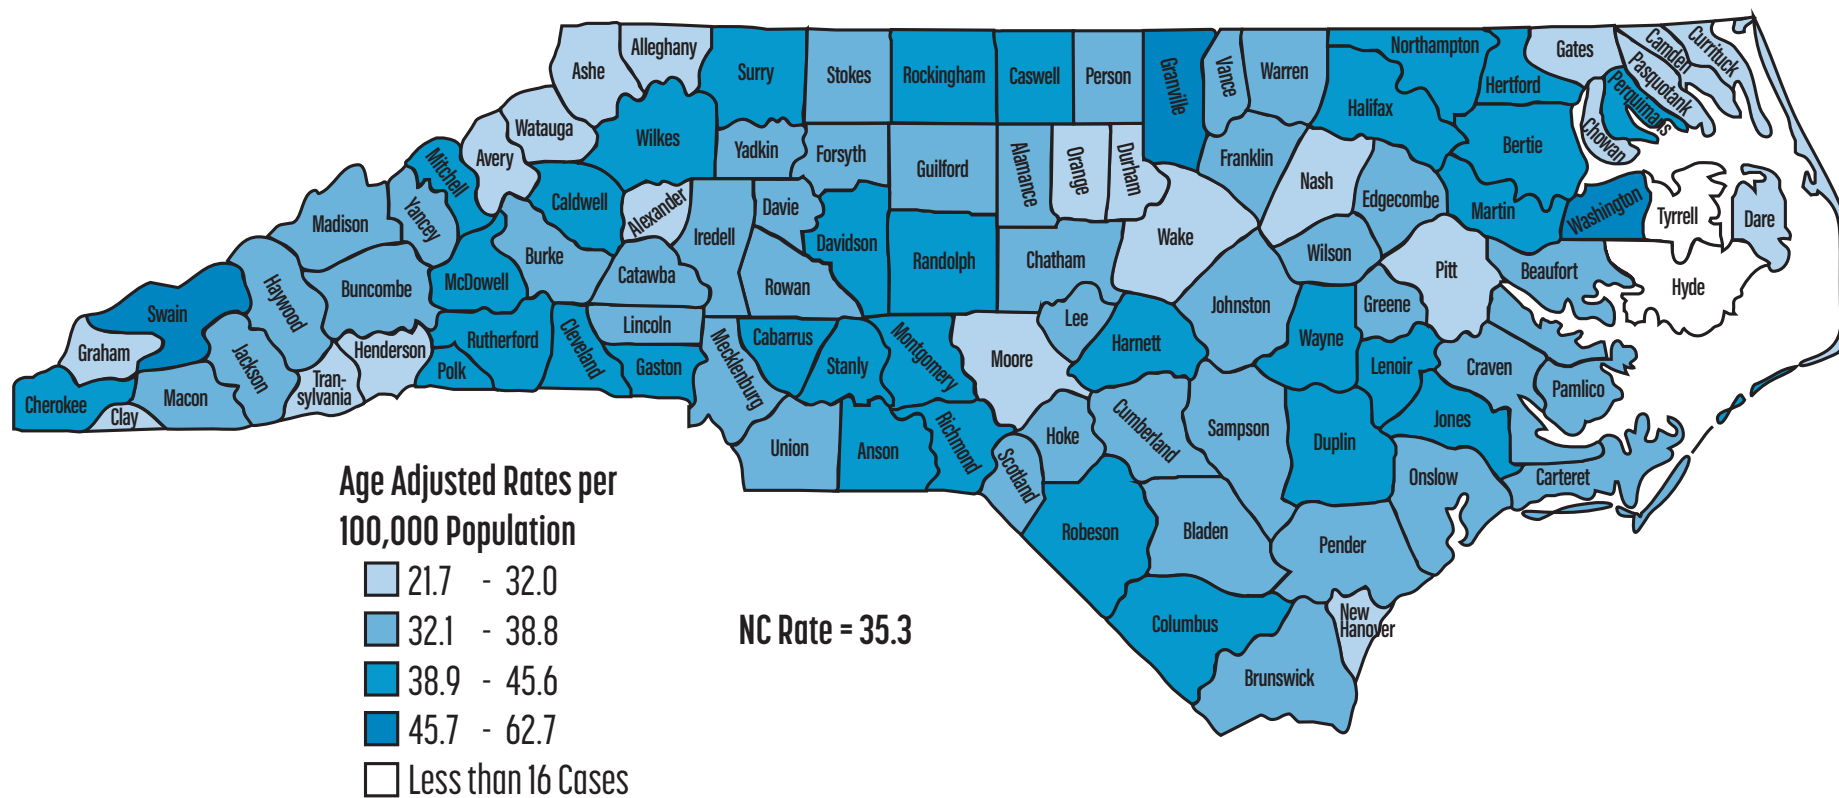 Alleghany
Ashe
Surry
Stokes
Rockingham
Caswell
Person
Granville
Vance
Warren
Northampton
Hertford
Gates
Camden
Currituck
Pasquotank
Perquimans
Chowan
Halifax
Bertie
Watauga
Wilkes
Avery
Mitchell
Yadkin
Forsyth
Guilford
Alamance
Orange
Durham
Franklin
Nash
Edgecombe
Martin
Washington
Tyrrell
Dare
Madison
Yancey
Caldwell
Alexander
Iredell
Davie
Davidson
Randolph
Chatham
Wake
Wilson
Pitt
Beaufort
Hyde
Swain
Haywood
Buncombe
McDowell
Burke
Catawba
Rowan
Lee
Johnston
Greene
Graham
Jackson
Henderson
Rutherford
Cleveland
Lincoln
Mecklenburg
Cabarrus
Stanly
Montgomery
Moore
Harnett
Wayne
Lenoir
Craven
Pamlico
Cherokee
Clay
Macon
Tran-
sylvania
Polk
Gaston
Union
Anson
Richmond
Scotland
Hoke
Cumberland
Sampson
Duplin
Jones
Onslow
Carteret
Robeson
Bladen
Pender
Columbus
New
Hanover
Brunswick
Age Adjusted Rates per
100,000 Population
21.7 - 32.0
32.1 - 38.8
38.9 - 45.6
45.7 - 62.7
Less than 16 Cases
NC Rate = 35.3